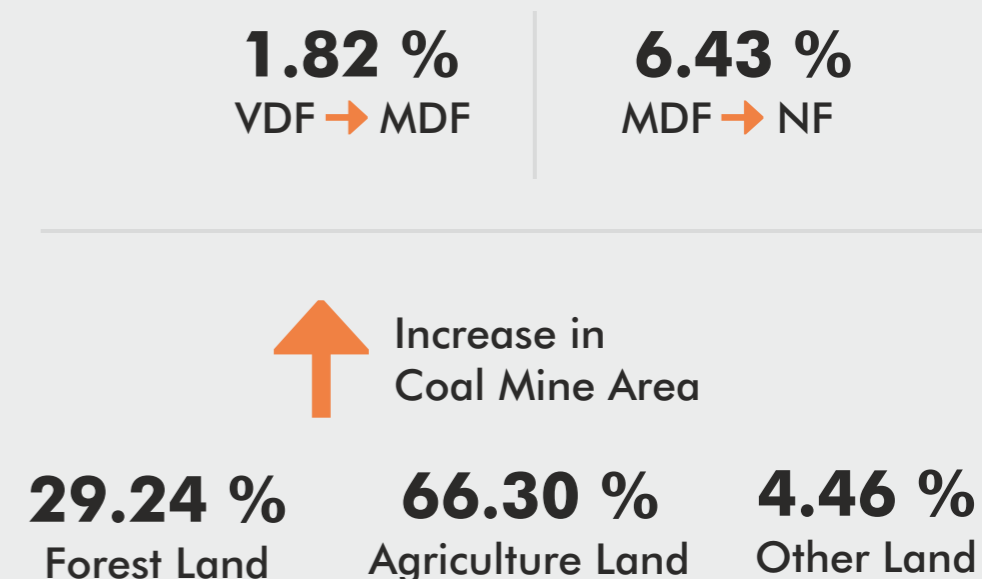 1.82 %
VDF → MDF
6.43 %
MDF → NF
Increase in
Coal Mine Area
29.24 %
Forest Land
66.30 %
Agriculture Land
4.46 %
Other Land